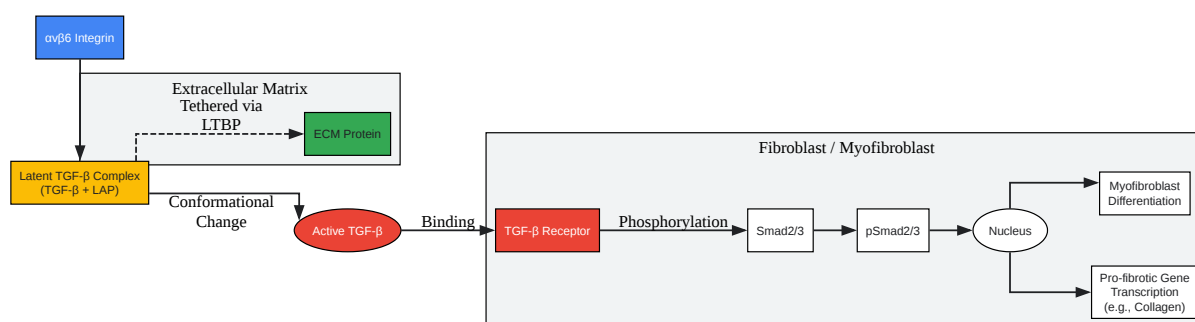 αvβ6 Integrin
Extracellular Matrix
Tethered via
LTBP
ECM Protein
Latent TGF-β Complex
(TGF-β + LAP)
Conformational
Change
Active TGF-β
Binding
Fibroblast / Myofibroblast
TGF-β Receptor
Phosphorylation
Smad2/3
pSmad2/3
Nucleus
Myofibroblast
Differentiation
Pro-fibrotic Gene
Transcription
(e.g., Collagen)